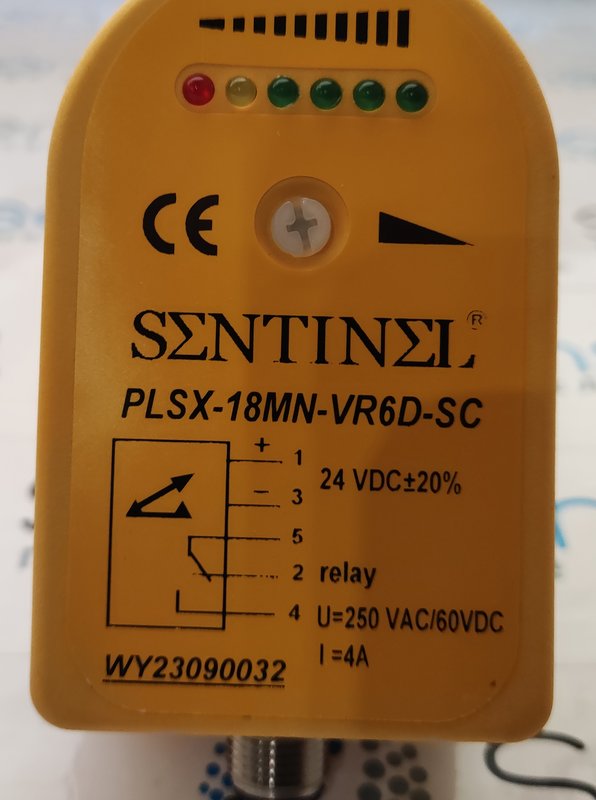 CE
SΣNTINΣL ®
PLSX-18MN-VR6D-SC
+ 1
24 VDC±20%
− 3
5
2 relay
4 U=250 VAC/60VDC
I =4A
WY23090032